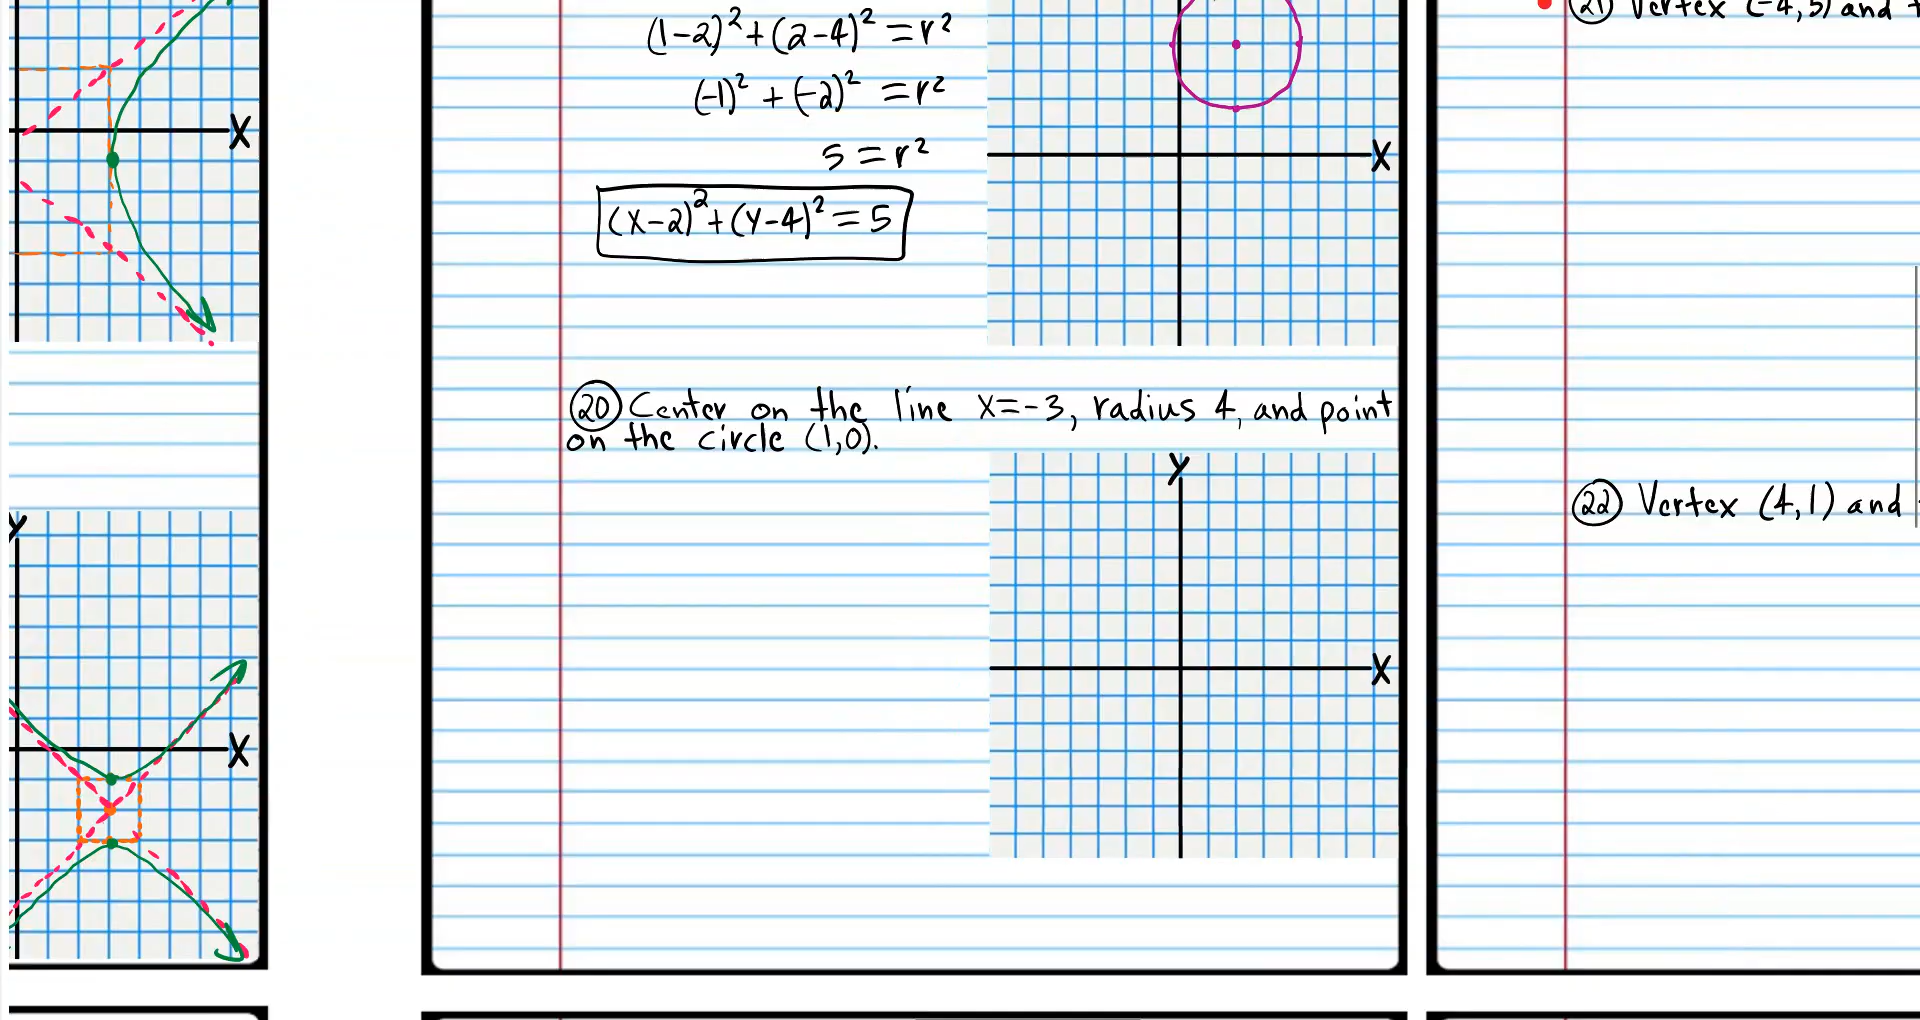 (1-2)²+(2-4)²=r²
(-1)²+(-2)²=r²
5=r²
(x-2)²+(y-4)²=5
X
X
20 Center on the line x=-3, radius 4, and point
on the circle (1,0).
Y
X
Y
X
21 Vertex (-4,5) and
22 Vertex (4,1) and